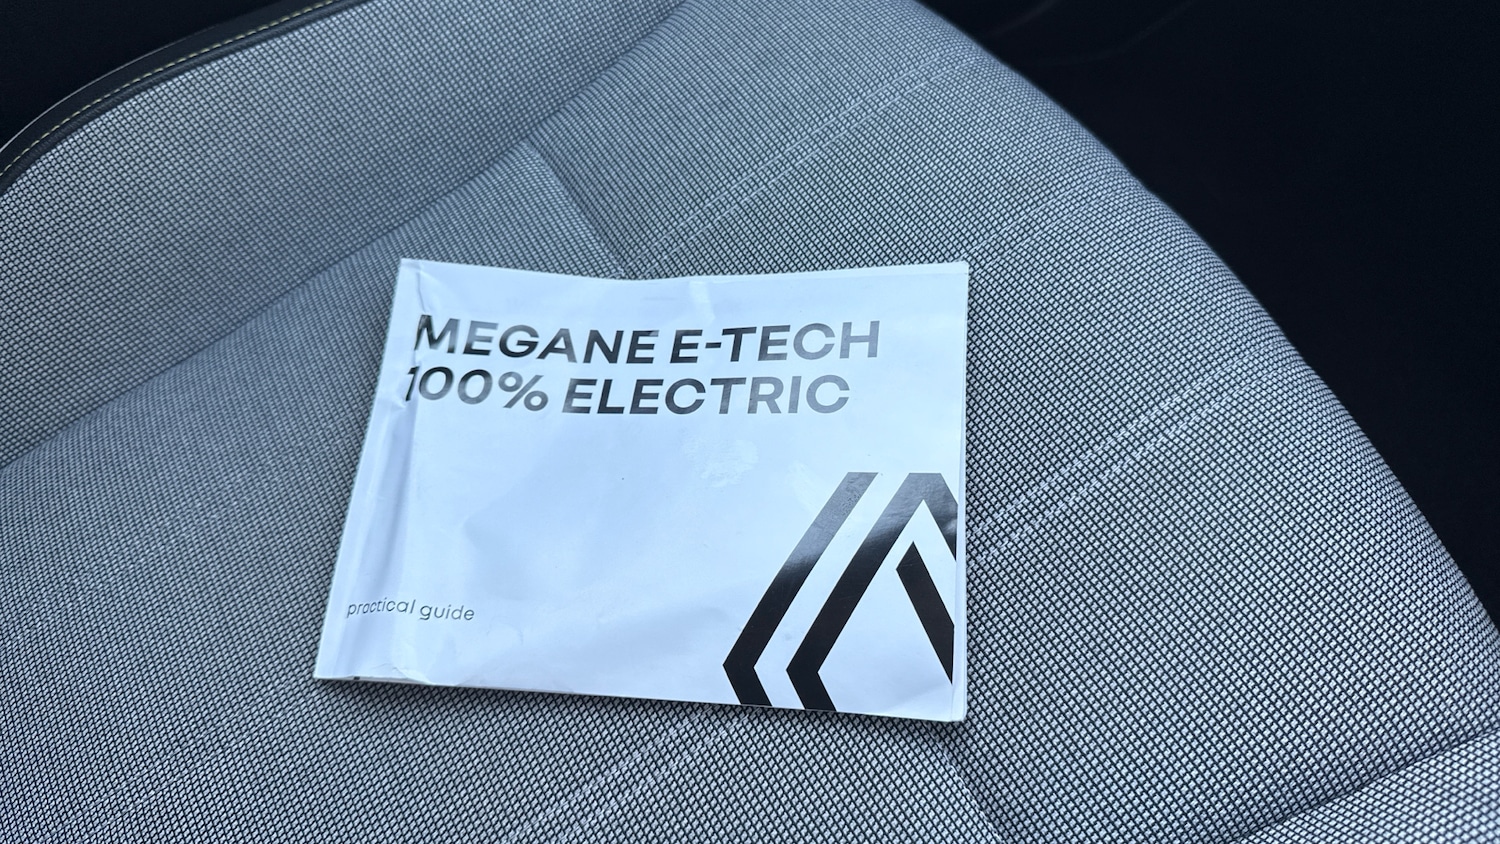 MEGANE E-TECH
100% ELECTRIC
practical guide